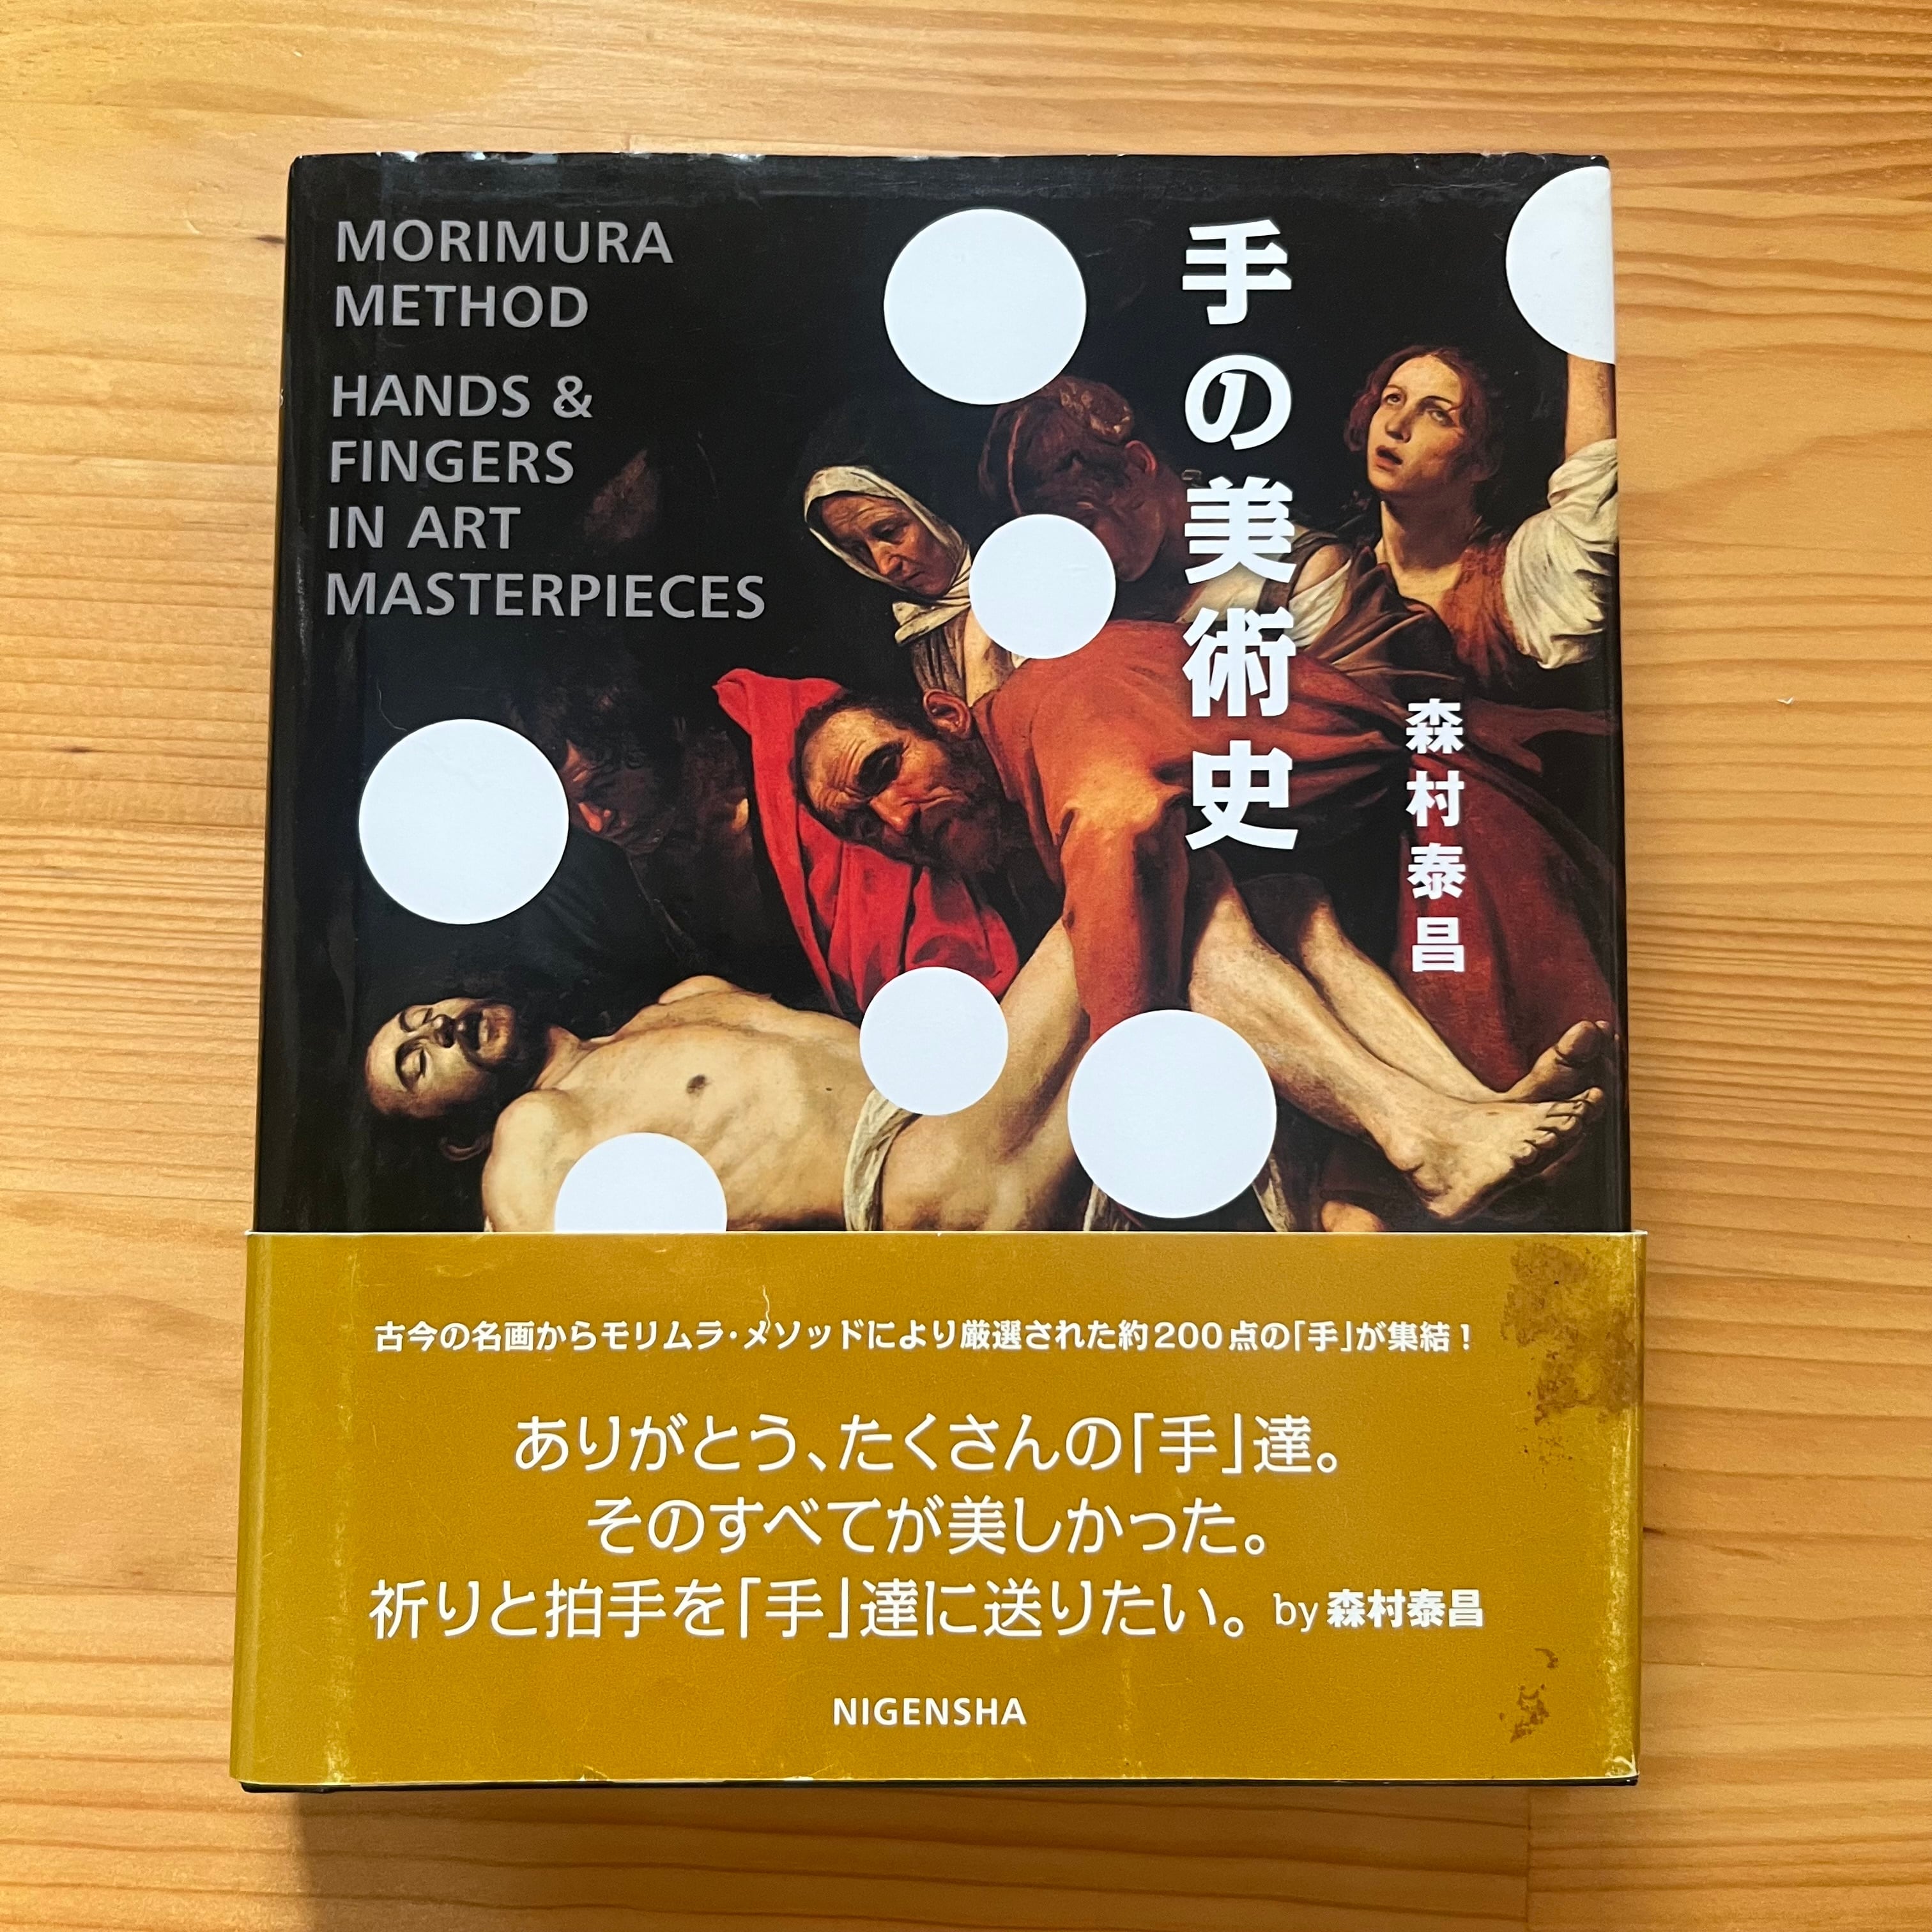 MORIMURA
METHOD
HANDS &
FINGERS
IN ART
MASTERPIECES
手の美術史
森村泰昌
古今の名画からモリムラ・メソッドにより厳選された約200点の「手」が集結！
ありがとう、たくさんの「手」達。
そのすべてが美しかった。
祈りと拍手を「手」達に送りたい。by 森村泰昌
NIGENSHA